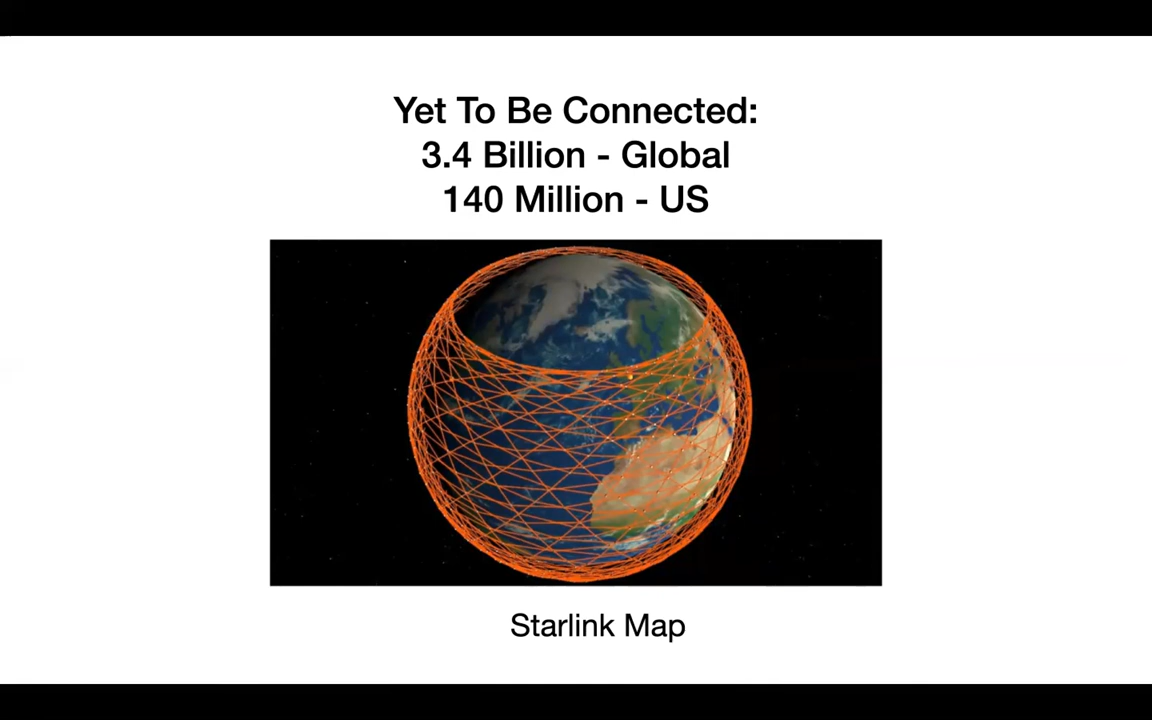 Yet To Be Connected:
3.4 Billion - Global
140 Million - US
Starlink Map